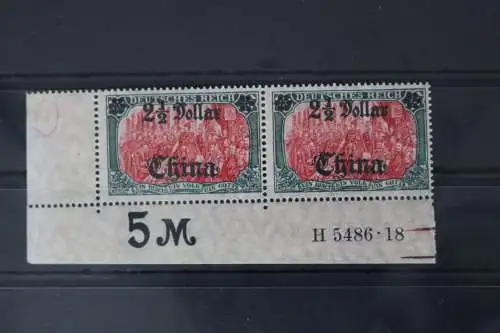 DEUTSCHES REICH DEUTSCHES REICH
2½ Dollar 2½ Dollar
China China
5 M H 5486·18